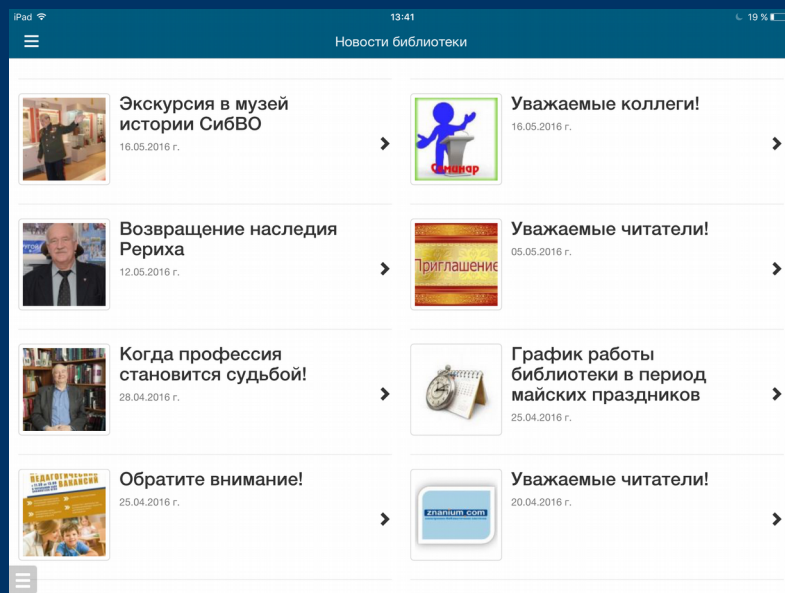 iPad 13:41 19 %
Новости библиотеки
Экскурсия в музей
истории СибВО
16.05.2016 г.
Семинар
Уважаемые коллеги!
16.05.2016 г.
Возвращение наследия
Рериха
12.05.2016 г.
Приглашение
Уважаемые читатели!
05.05.2016 г.
Когда профессия
становится судьбой!
28.04.2016 г.
График работы
библиотеки в период
майских праздников
25.04.2016 г.
ПЕДАГОГИЧЕСКИХ
ВАКАНСИЙ
Обратите внимание!
25.04.2016 г.
znanium com
Уважаемые читатели!
20.04.2016 г.